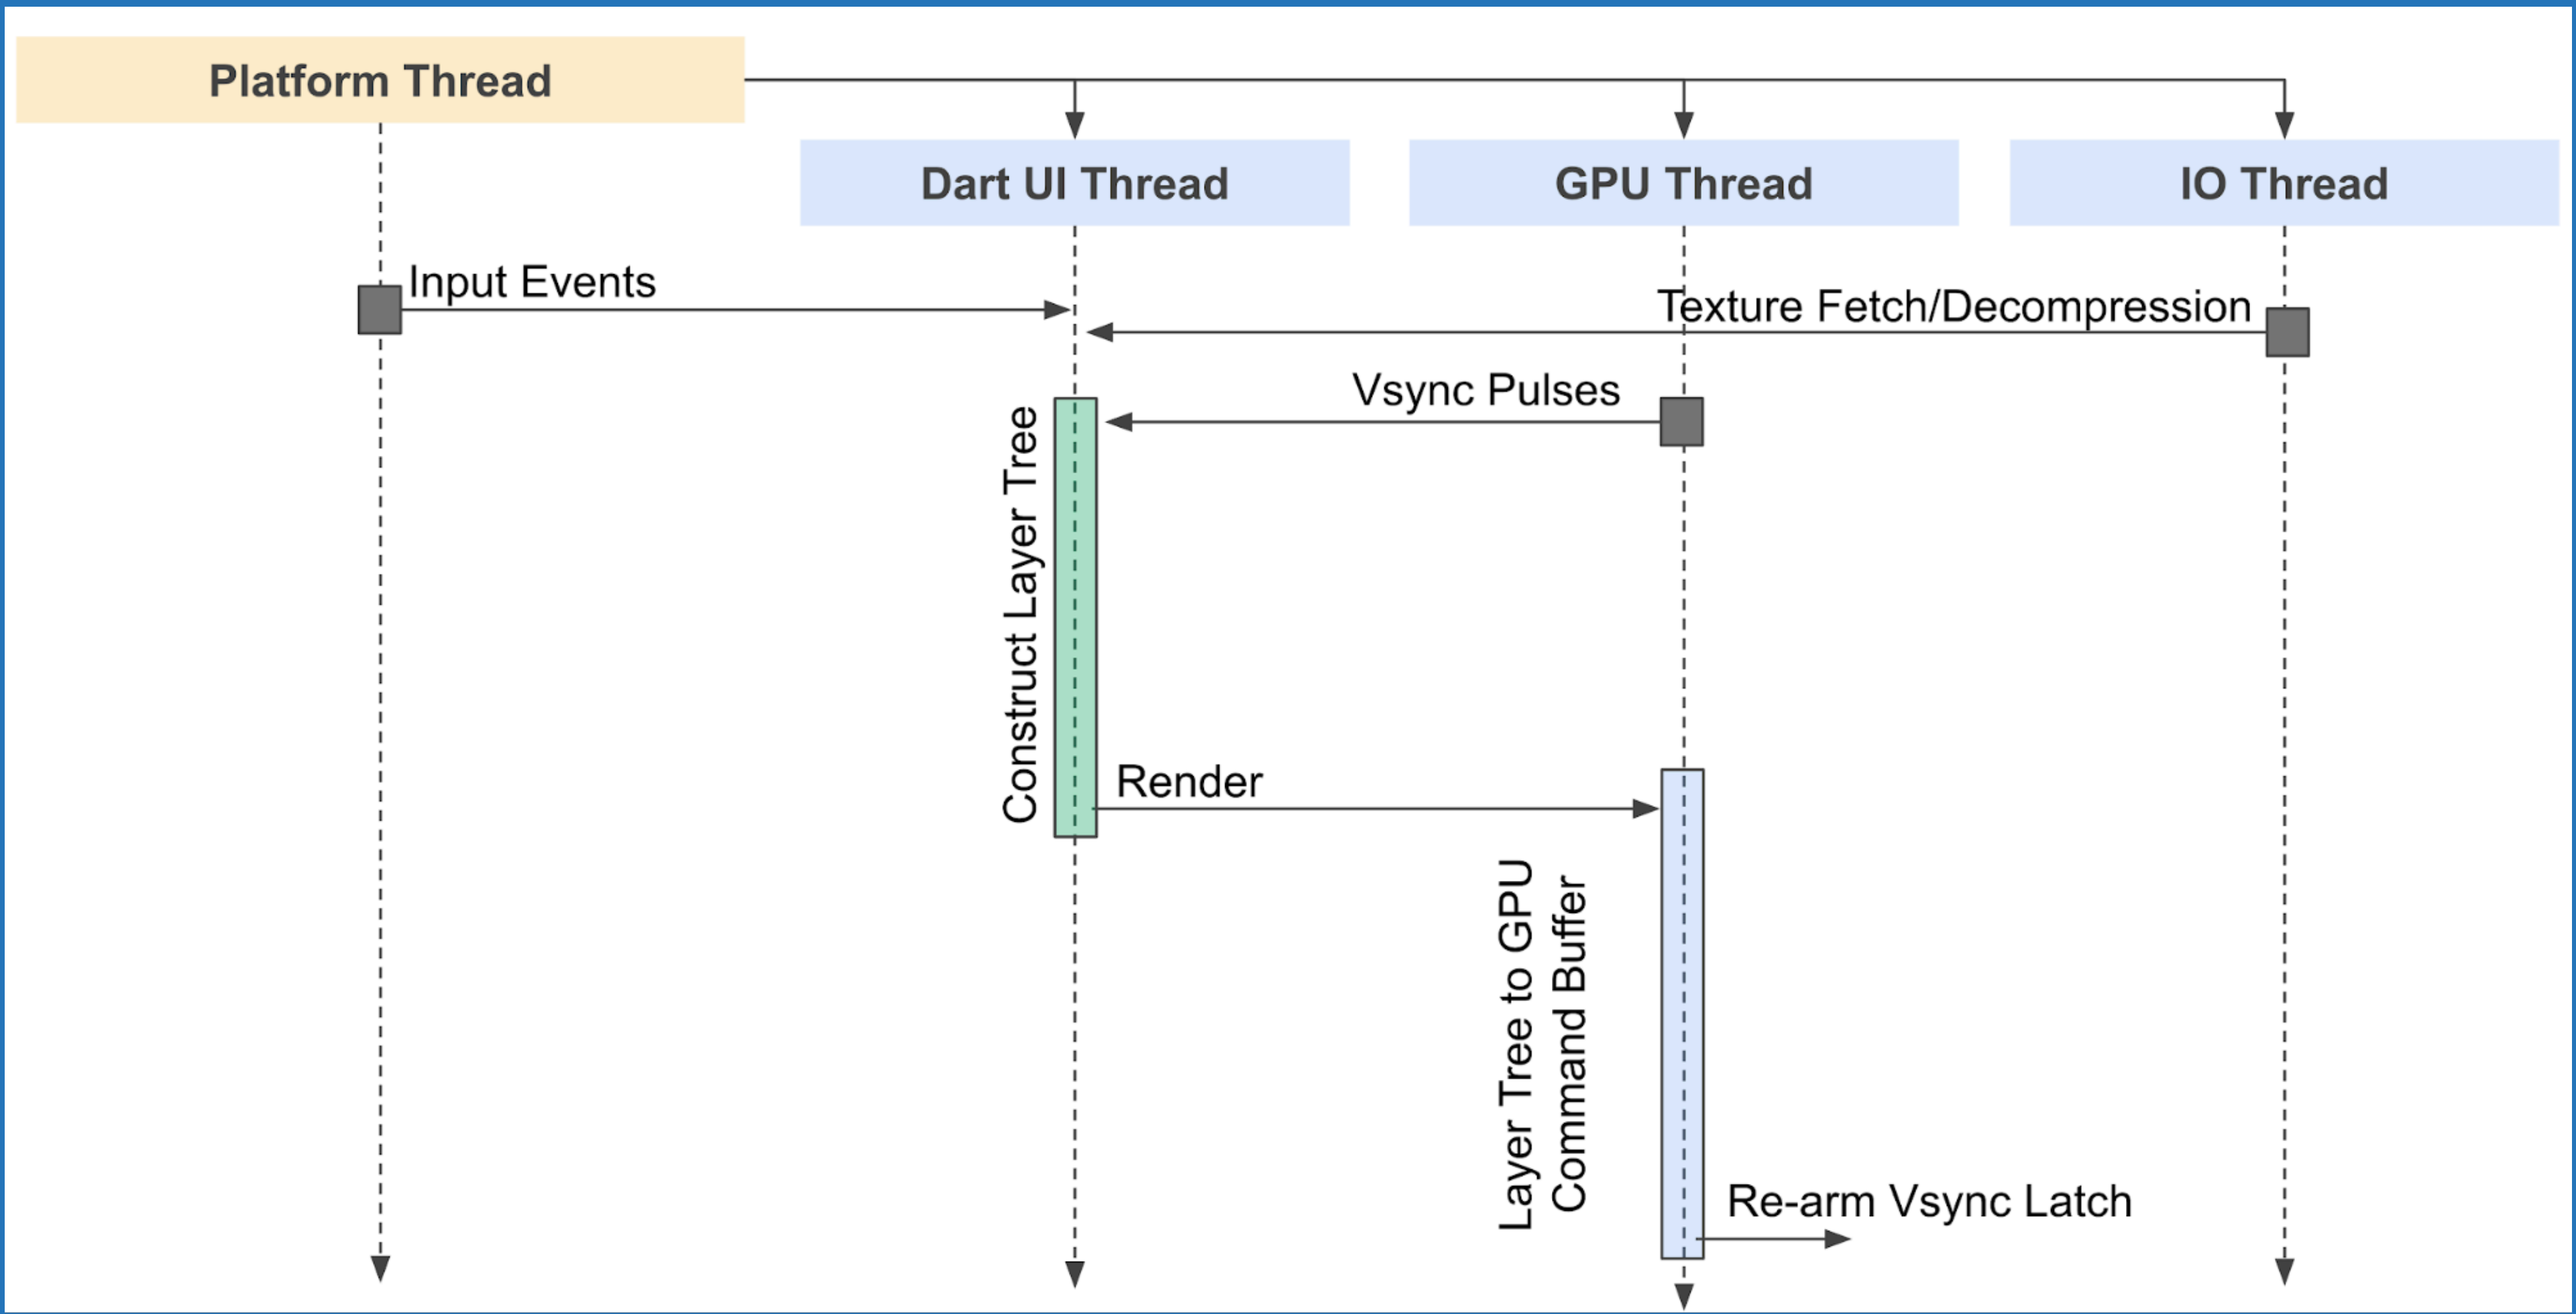 Platform Thread
Dart UI Thread
GPU Thread
IO Thread
Input Events
Texture Fetch/Decompression
Vsync Pulses
Construct Layer Tree
Render
Layer Tree to GPU
Command Buffer
Re-arm Vsync Latch